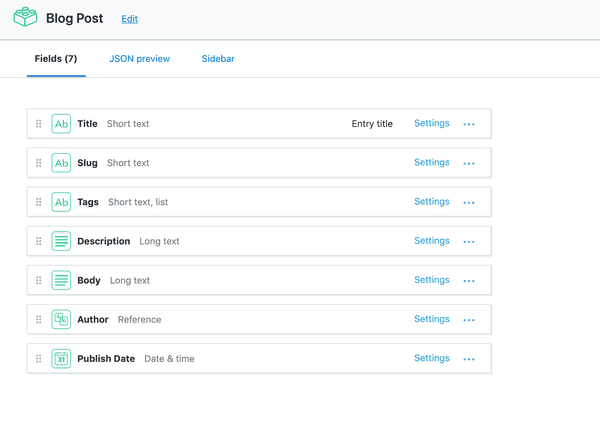 Blog Post Edit
Fields (7) JSON preview Sidebar
Ab Title Short text Entry title Settings
Ab Slug Short text Settings
Ab Tags Short text, list Settings
Description Long text Settings
Body Long text Settings
Author Reference Settings
31 Publish Date Date & time Settings